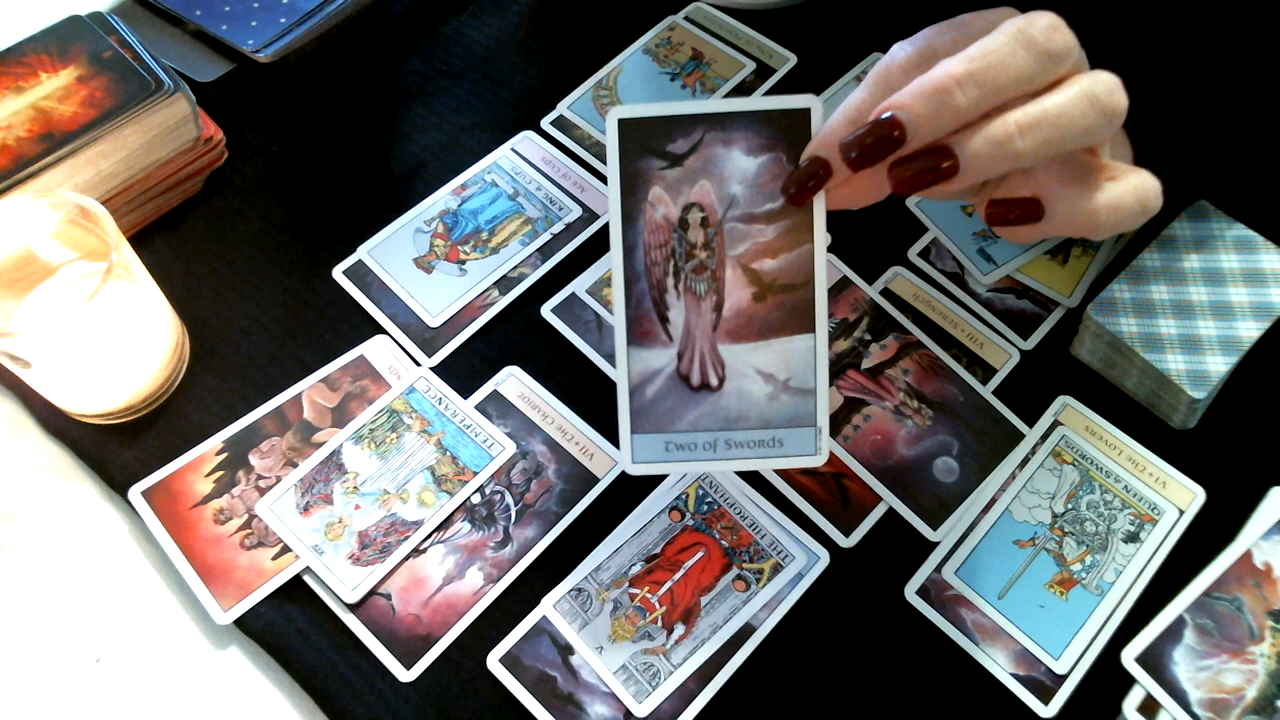 KING of CUPS
ACE OF CUPS
TWO OF SWORDS
VIII + STRENGTH
TEMPERANCE
XIV
VII + THE CHARIOT
THE HIEROPHANT
V
VI + THE LOVERS
QUEEN of SWORDS